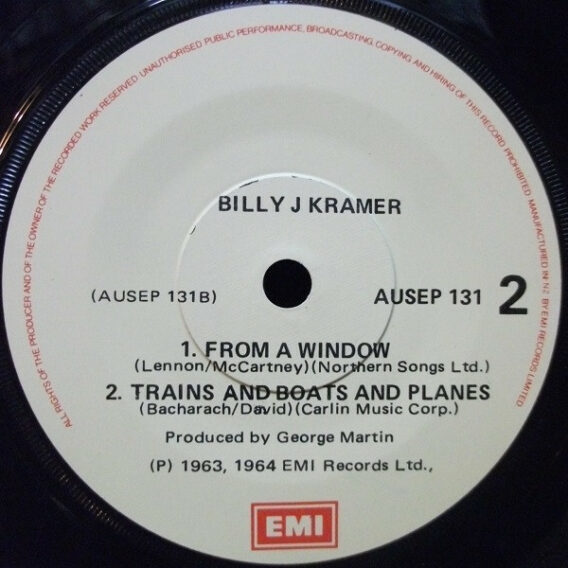 ALL RIGHTS OF THE PRODUCER AND OF THE OWNER OF THE RECORDED WORK RESERVED · UNAUTHORISED PUBLIC PERFORMANCE, BROADCASTING, COPYING AND HIRING OF THIS RECORD PROHIBITED MANUFACTURED IN N.Z. BY EMI RECORDS LIMITED
BILLY J KRAMER
(AUSEP 131B)
AUSEP 131 2
1. FROM A WINDOW
(Lennon/McCartney)(Northern Songs Ltd.)
2. TRAINS AND BOATS AND PLANES
(Bacharach/David)(Carlin Music Corp.)
Produced by George Martin
(P) 1963, 1964 EMI Records Ltd.,
EMI